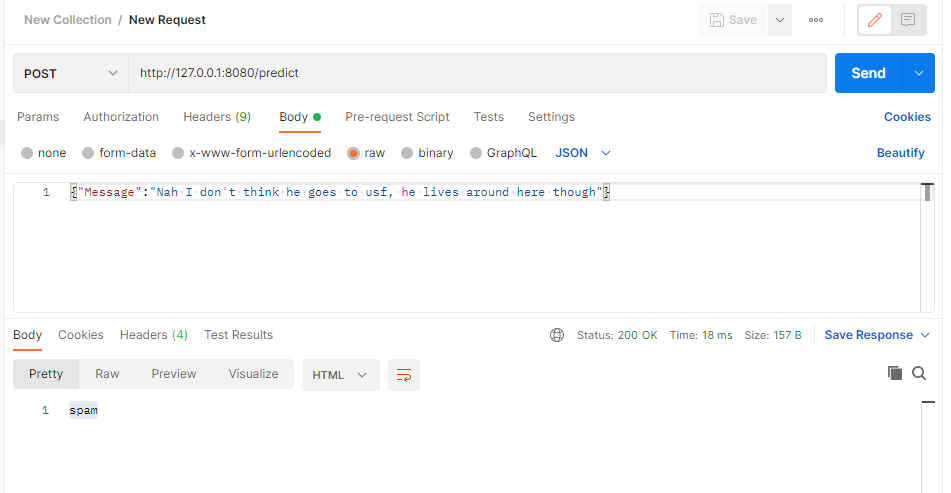 New Collection / New Request
Save
POST http://127.0.0.1:8080/predict Send
Params Authorization Headers (9) Body Pre-request Script Tests Settings Cookies
none form-data x-www-form-urlencoded raw binary GraphQL JSON Beautify
1 {"Message":"Nah I don't think he goes to usf, he lives around here though"}
Body Cookies Headers (4) Test Results Status: 200 OK Time: 18 ms Size: 157 B Save Response
Pretty Raw Preview Visualize HTML
1 spam